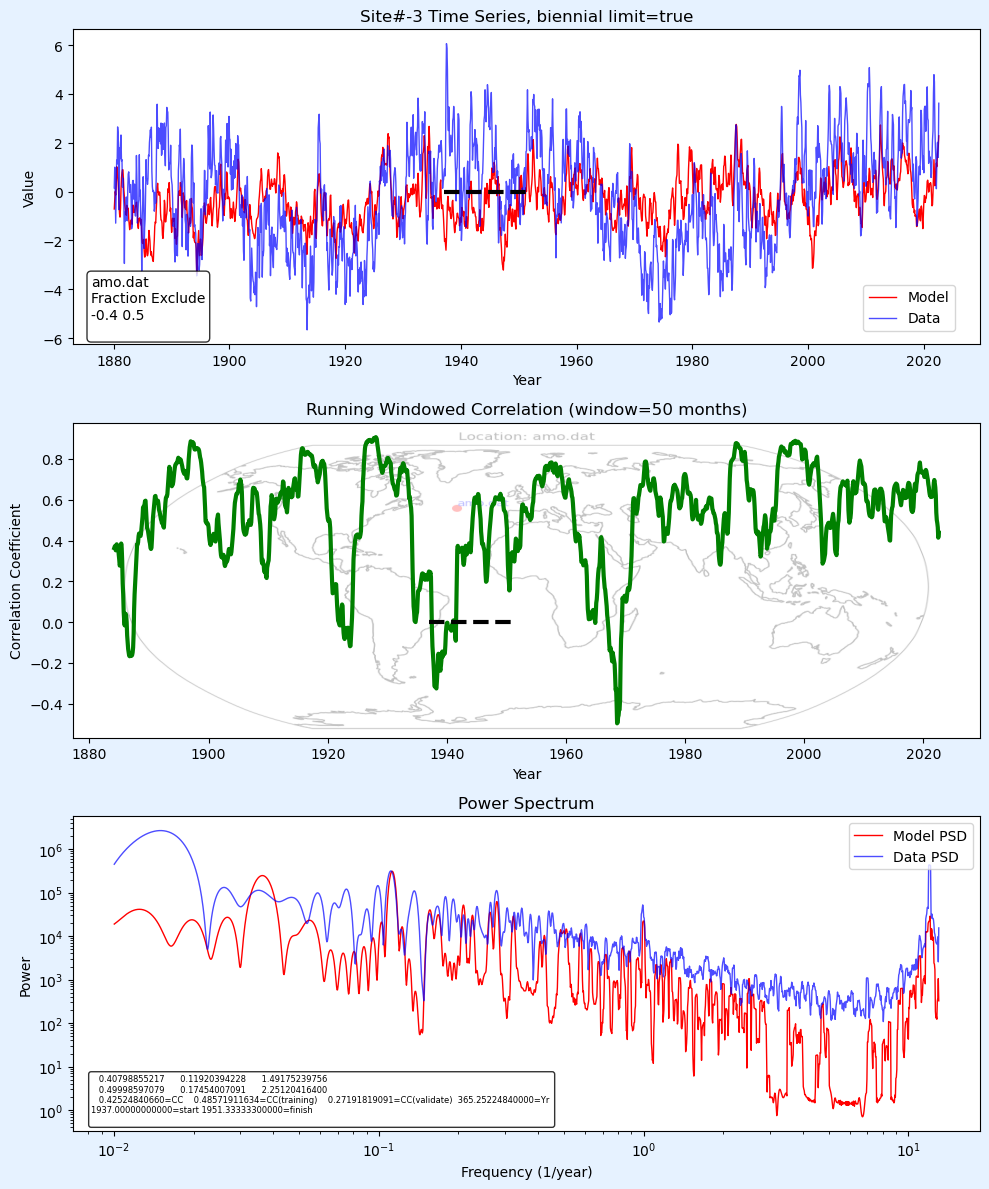 Site#-3 Time Series, biennial limit=true
6
4
2
0
−2
−4
−6
Value
amo.dat
Fraction Exclude
-0.4 0.5
Model
Data
1880 1900 1920 1940 1960 1980 2000 2020
Year
Running Windowed Correlation (window=50 months)
Location: amo.dat
0.8
0.6
0.4
0.2
0.0
−0.2
−0.4
Correlation Coefficient
1880 1900 1920 1940 1960 1980 2000 2020
Year
Power Spectrum
Model PSD
Data PSD
10⁶
10⁵
10⁴
10³
10²
10¹
10⁰
Power
0.40798855217 0.11920394228 1.49175239756
0.49998597079 0.17454007091 2.25120416400
0.42524840660=CC 0.48571911634=CC(training) 0.27191819091=CC(validate) 365.25224840000=Yr
1937.00000000000=start 1951.33333300000=finish
10⁻² 10⁻¹ 10⁰ 10¹
Frequency (1/year)